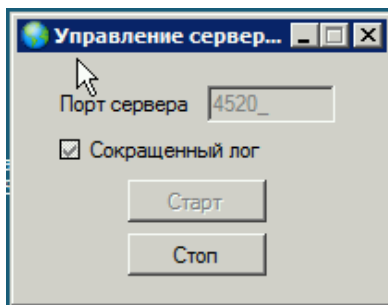 Управление сервер...
Порт сервера 4520_
Сокращенный лог
Старт
Стоп